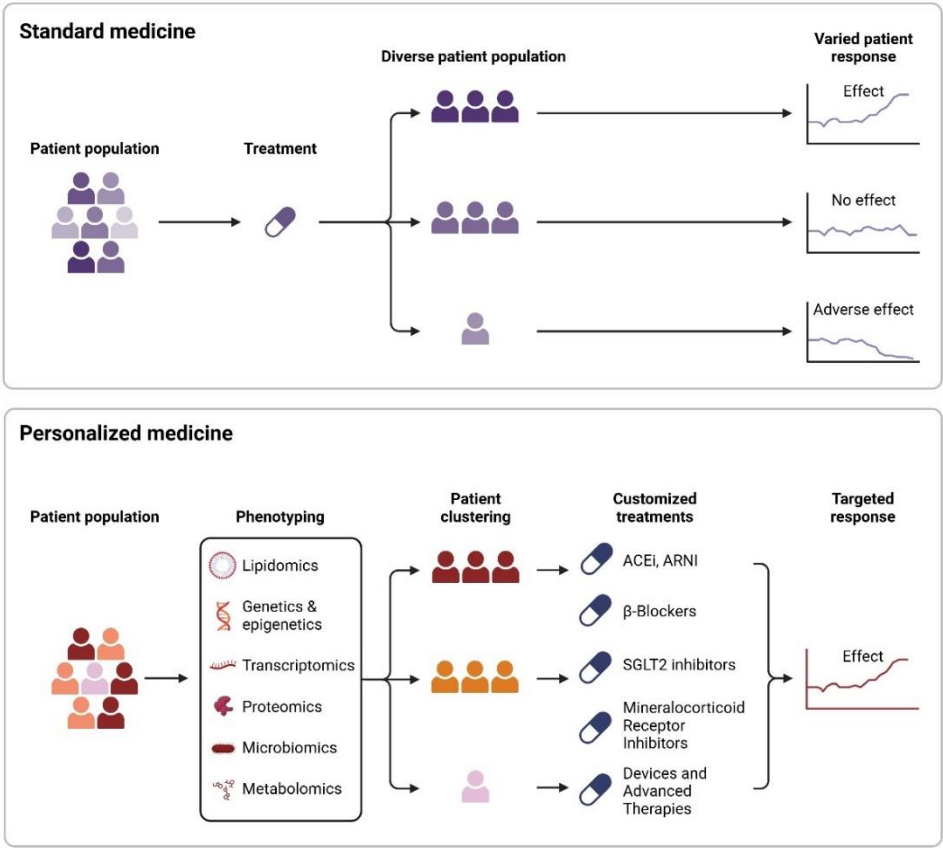 Standard medicine
Patient population
Treatment
Diverse patient population
Varied patient
response
Effect
No effect
Adverse effect
Personalized medicine
Patient population
Phenotyping
Lipidomics
Genetics &
epigenetics
Transcriptomics
Proteomics
Microbiomics
Metabolomics
Patient
clustering
Customized
treatments
ACEi, ARNI
β-Blockers
SGLT2 inhibitors
Mineralocorticoid
Receptor
Inhibitors
Devices and
Advanced
Therapies
Targeted
response
Effect